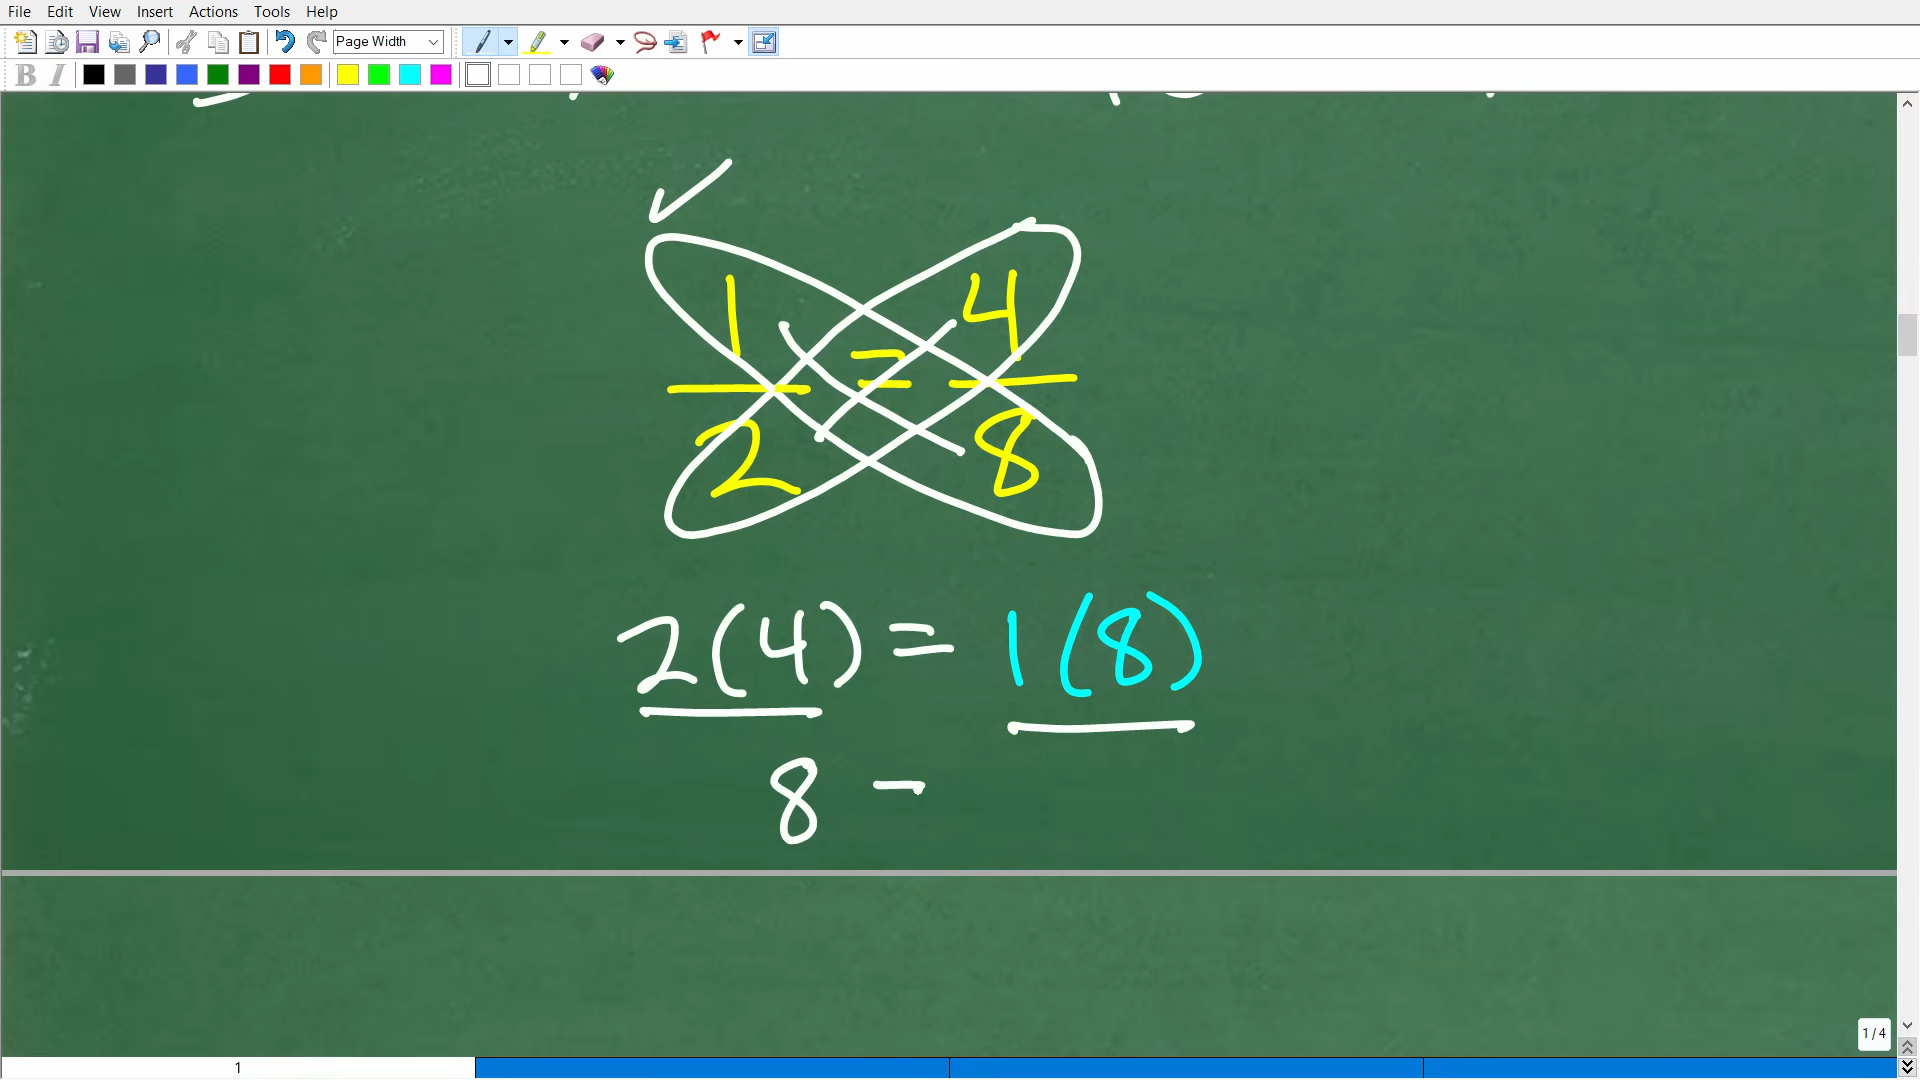 File Edit View Insert Actions Tools Help
Page Width
B I
1/2 = 4/8
2(4) = 1(8)
8 -
1 / 4
1